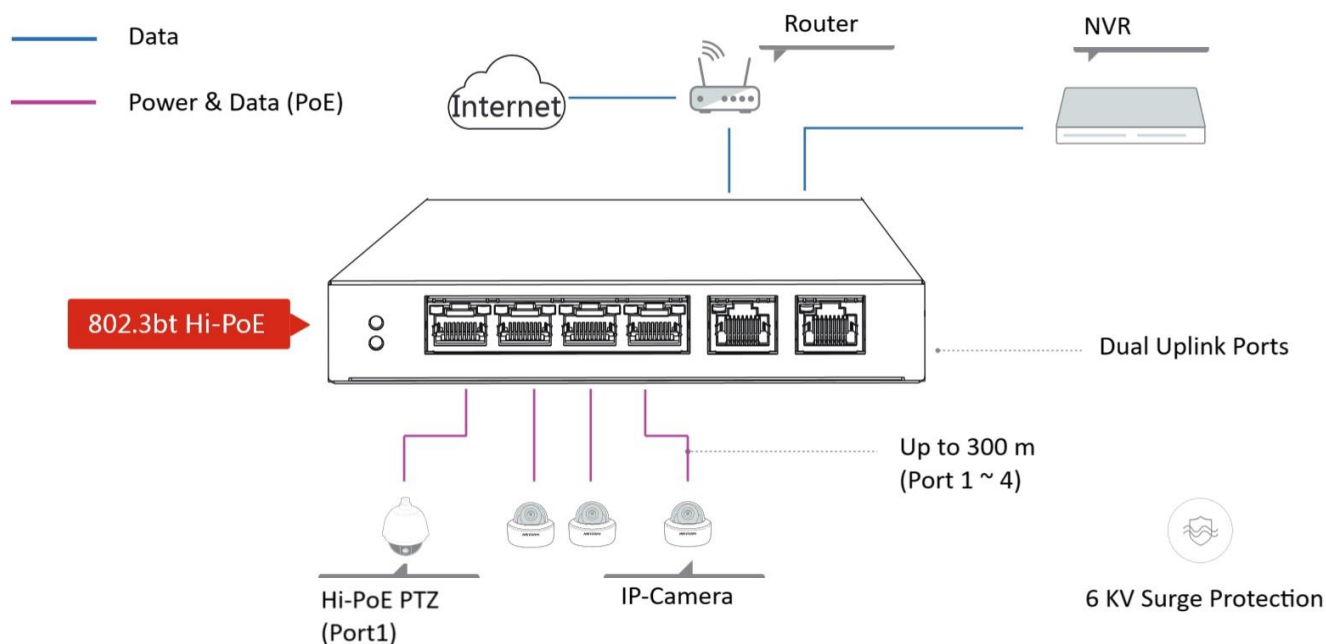 Data
Power & Data (PoE)
Internet
Router
NVR
802.3bt Hi-PoE
Dual Uplink Ports
Up to 300 m
(Port 1 ~ 4)
Hi-PoE PTZ
(Port1)
IP-Camera
6 KV Surge Protection